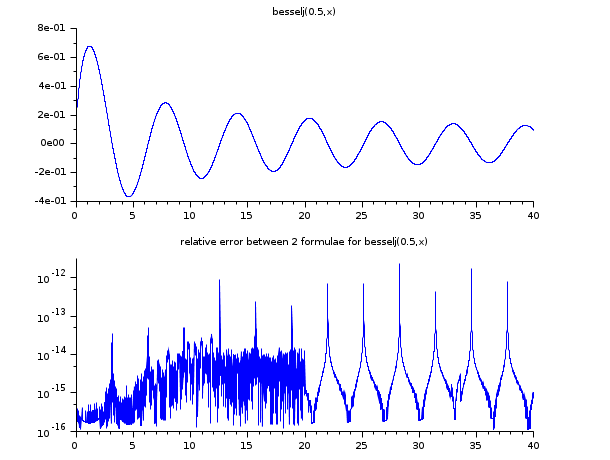 besselj(0.5,x)
8e-01
6e-01
4e-01
2e-01
0e00
-2e-01
-4e-01
0 5 10 15 20 25 30 35 40
relative error between 2 formulae for besselj(0.5,x)
10^-12
10^-13
10^-14
10^-15
10^-16
0 5 10 15 20 25 30 35 40